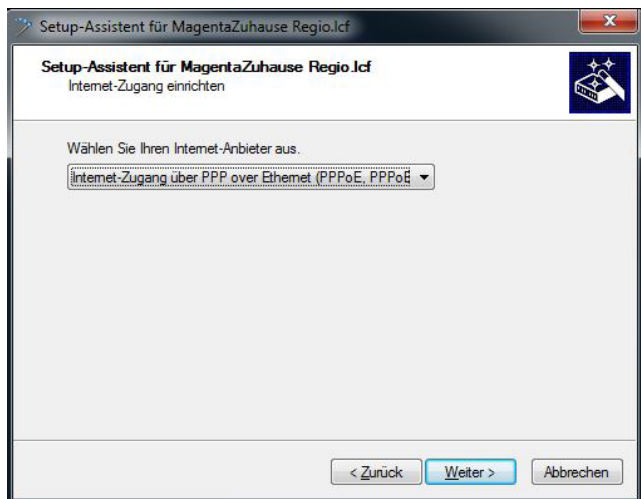 Setup-Assistent für MagentaZuhause Regio.lcf
Setup-Assistent für MagentaZuhause Regio.lcf
Internet-Zugang einrichten
Wählen Sie Ihren Internet-Anbieter aus.
Internet-Zugang über PPP over Ethernet (PPPoE, PPPoE
< Zurück
Weiter >
Abbrechen